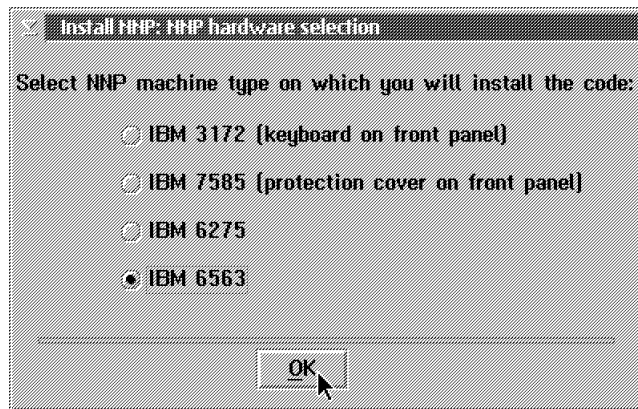 Install NNP: NNP hardware selection
Select NNP machine type on which you will install the code:
IBM 3172 (keyboard on front panel)
IBM 7585 (protection cover on front panel)
IBM 6275
IBM 6563
OK